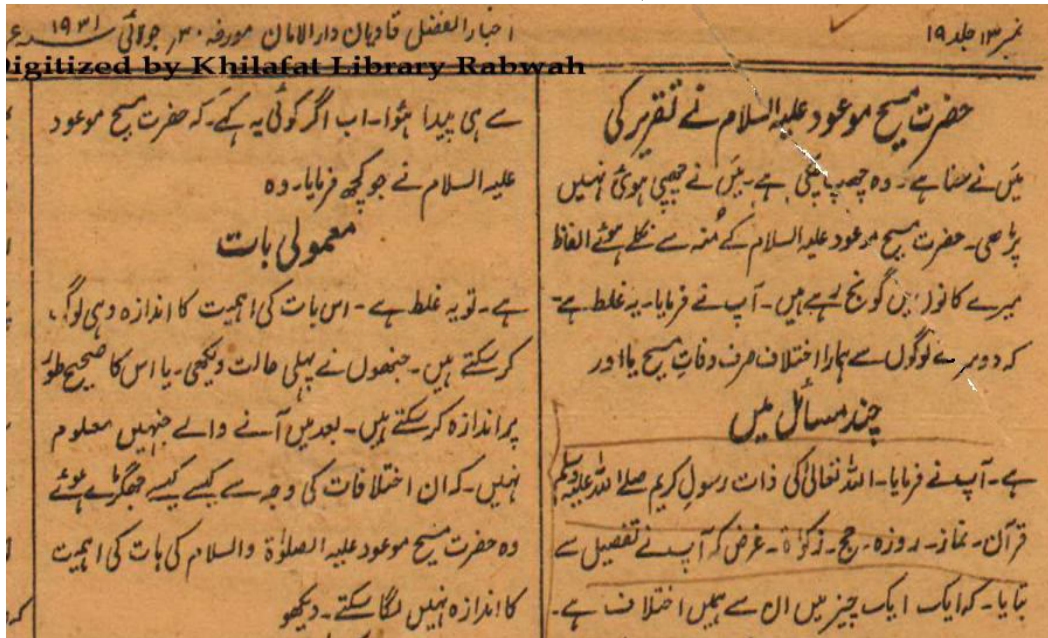 نمبر ۱۳ جلد ۱۹
اخبار الفضل قادیان دارالامان مورخہ ۳۰ جولائی ۱۹۳۱ء
Digitized by Khilafat Library Rabwah
حضرت مسیح موعود علیہ السلام نے تقریر کی
میں نے سنا ہے۔ وہ چھپ چکی ہے۔ میں نے چھپی ہوئی نہیں
پڑھی۔ حضرت مسیح موعود علیہ السلام کے منہ سے نکلے ہوئے الفاظ
میرے کانوں میں گونج رہے ہیں۔ آپ نے فرمایا۔ یہ غلط ہے۔
کہ دوسرے لوگوں سے ہمارا اختلاف صرف وفات مسیح یا اور
چند مسائل میں
ہے۔ آپ نے فرمایا۔ اللہ تعالیٰ کی ذات رسول کریم صلے اللہ علیہ وسلم
قرآن۔ نماز۔ روزہ۔ حج۔ زکوٰۃ۔ غرض کہ آپ نے تفصیل سے
بتایا۔ کہ ایک ایک چیز میں ان سے ہمیں اختلاف ہے۔
سے ہی پیدا ہوا۔ اب اگر کوئی یہ کہے۔ کہ حضرت مسیح موعود
علیہ السلام نے جو کچھ فرمایا۔ وہ
معمولی بات
ہے۔ تو یہ غلط ہے۔ اس بات کی اہمیت کا اندازہ وہی لوگ
کر سکتے ہیں۔ جنھوں نے پہلی حالت دیکھی۔ یا اس کا صحیح طور
پر اندازہ کر سکتے ہیں۔ بعد میں آنے والے جنہیں معلوم
نہیں۔ کہ ان اختلافات کی وجہ سے کیسے کیسے جھگڑے ہوئے
وہ حضرت مسیح موعود علیہ الصلوٰۃ والسلام کی بات کی اہمیت
کا اندازہ نہیں لگا سکتے۔ دیکھو